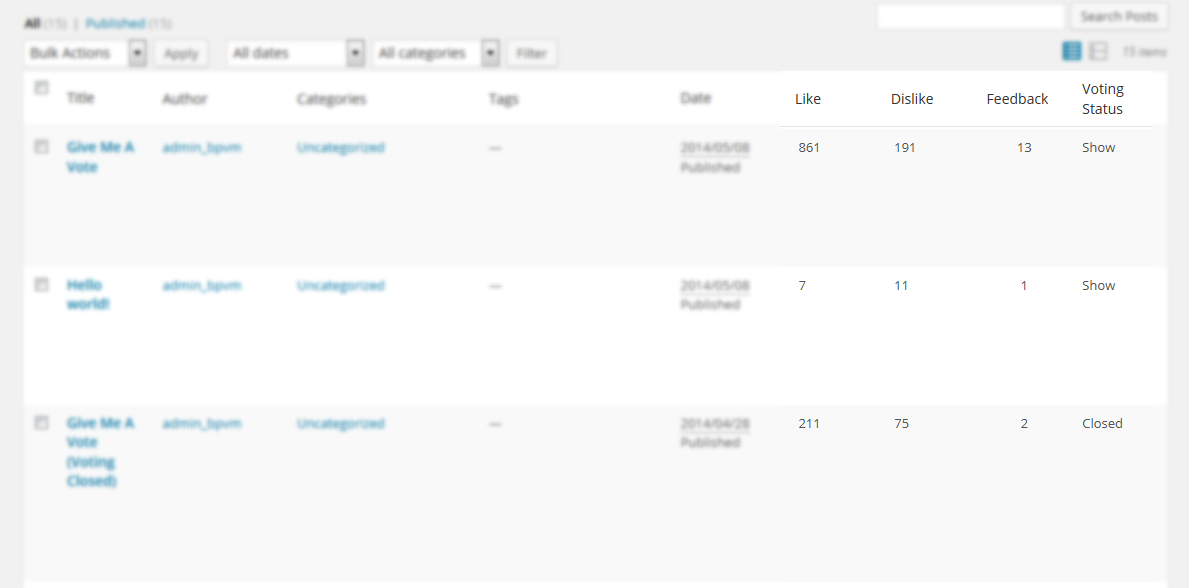 All (15) | Published (15)
Search Posts
Bulk Actions Apply All dates All categories Filter 15 items
Title Author Categories Tags Date Like Dislike Feedback Voting Status
Give Me A Vote admin_bpvm Uncategorized — 2014/05/08 Published 861 191 13 Show
Hello world! admin_bpvm Uncategorized — 2014/05/08 Published 7 11 1 Show
Give Me A Vote (Voting Closed) admin_bpvm Uncategorized — 2014/04/28 Published 211 75 2 Closed